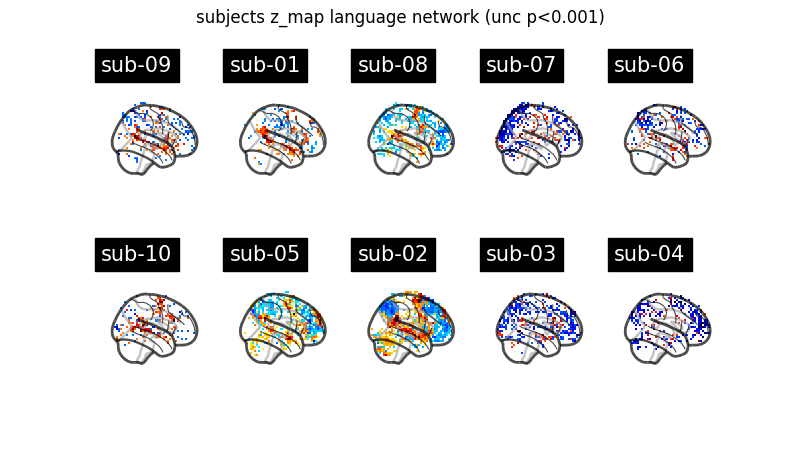 subjects z_map language network (unc p<0.001)
sub-09 sub-01 sub-08 sub-07 sub-06
sub-10 sub-05 sub-02 sub-03 sub-04